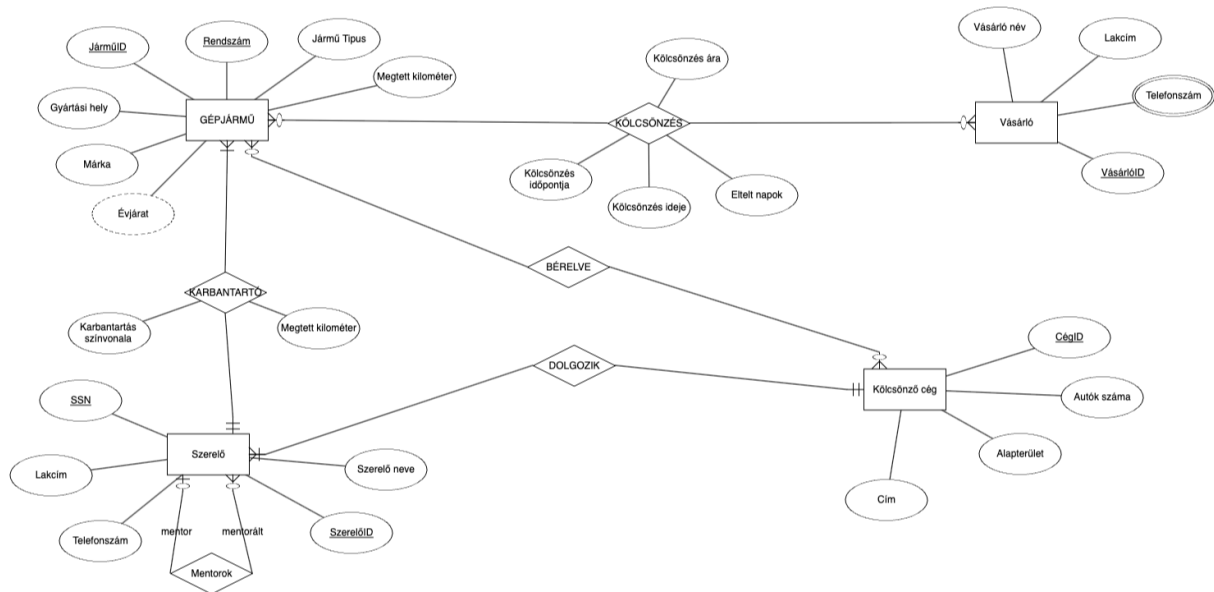 Vásárló név
Lakcím
JárműID
Rendszám
Jármű Tipus
Kölcsönzés ára
Megtett kilométer
Telefonszám
Gyártási hely
GÉPJÁRMŰ
KÖLCSÖNZÉS
Vásárló
Márka
Kölcsönzés
időpontja
Kölcsönzés ideje
Eltelt napok
VásárlóID
Évjárat
BÉRELVE
KARBANTARTÓ
Karbantartás
színvonala
Megtett kilométer
CégID
DOLGOZIK
Kölcsönző cég
Autók száma
SSN
Szerelő
Alapterület
Lakcím
Szerelő neve
Cím
Telefonszám
mentor
mentorált
SzerelőID
Mentorok